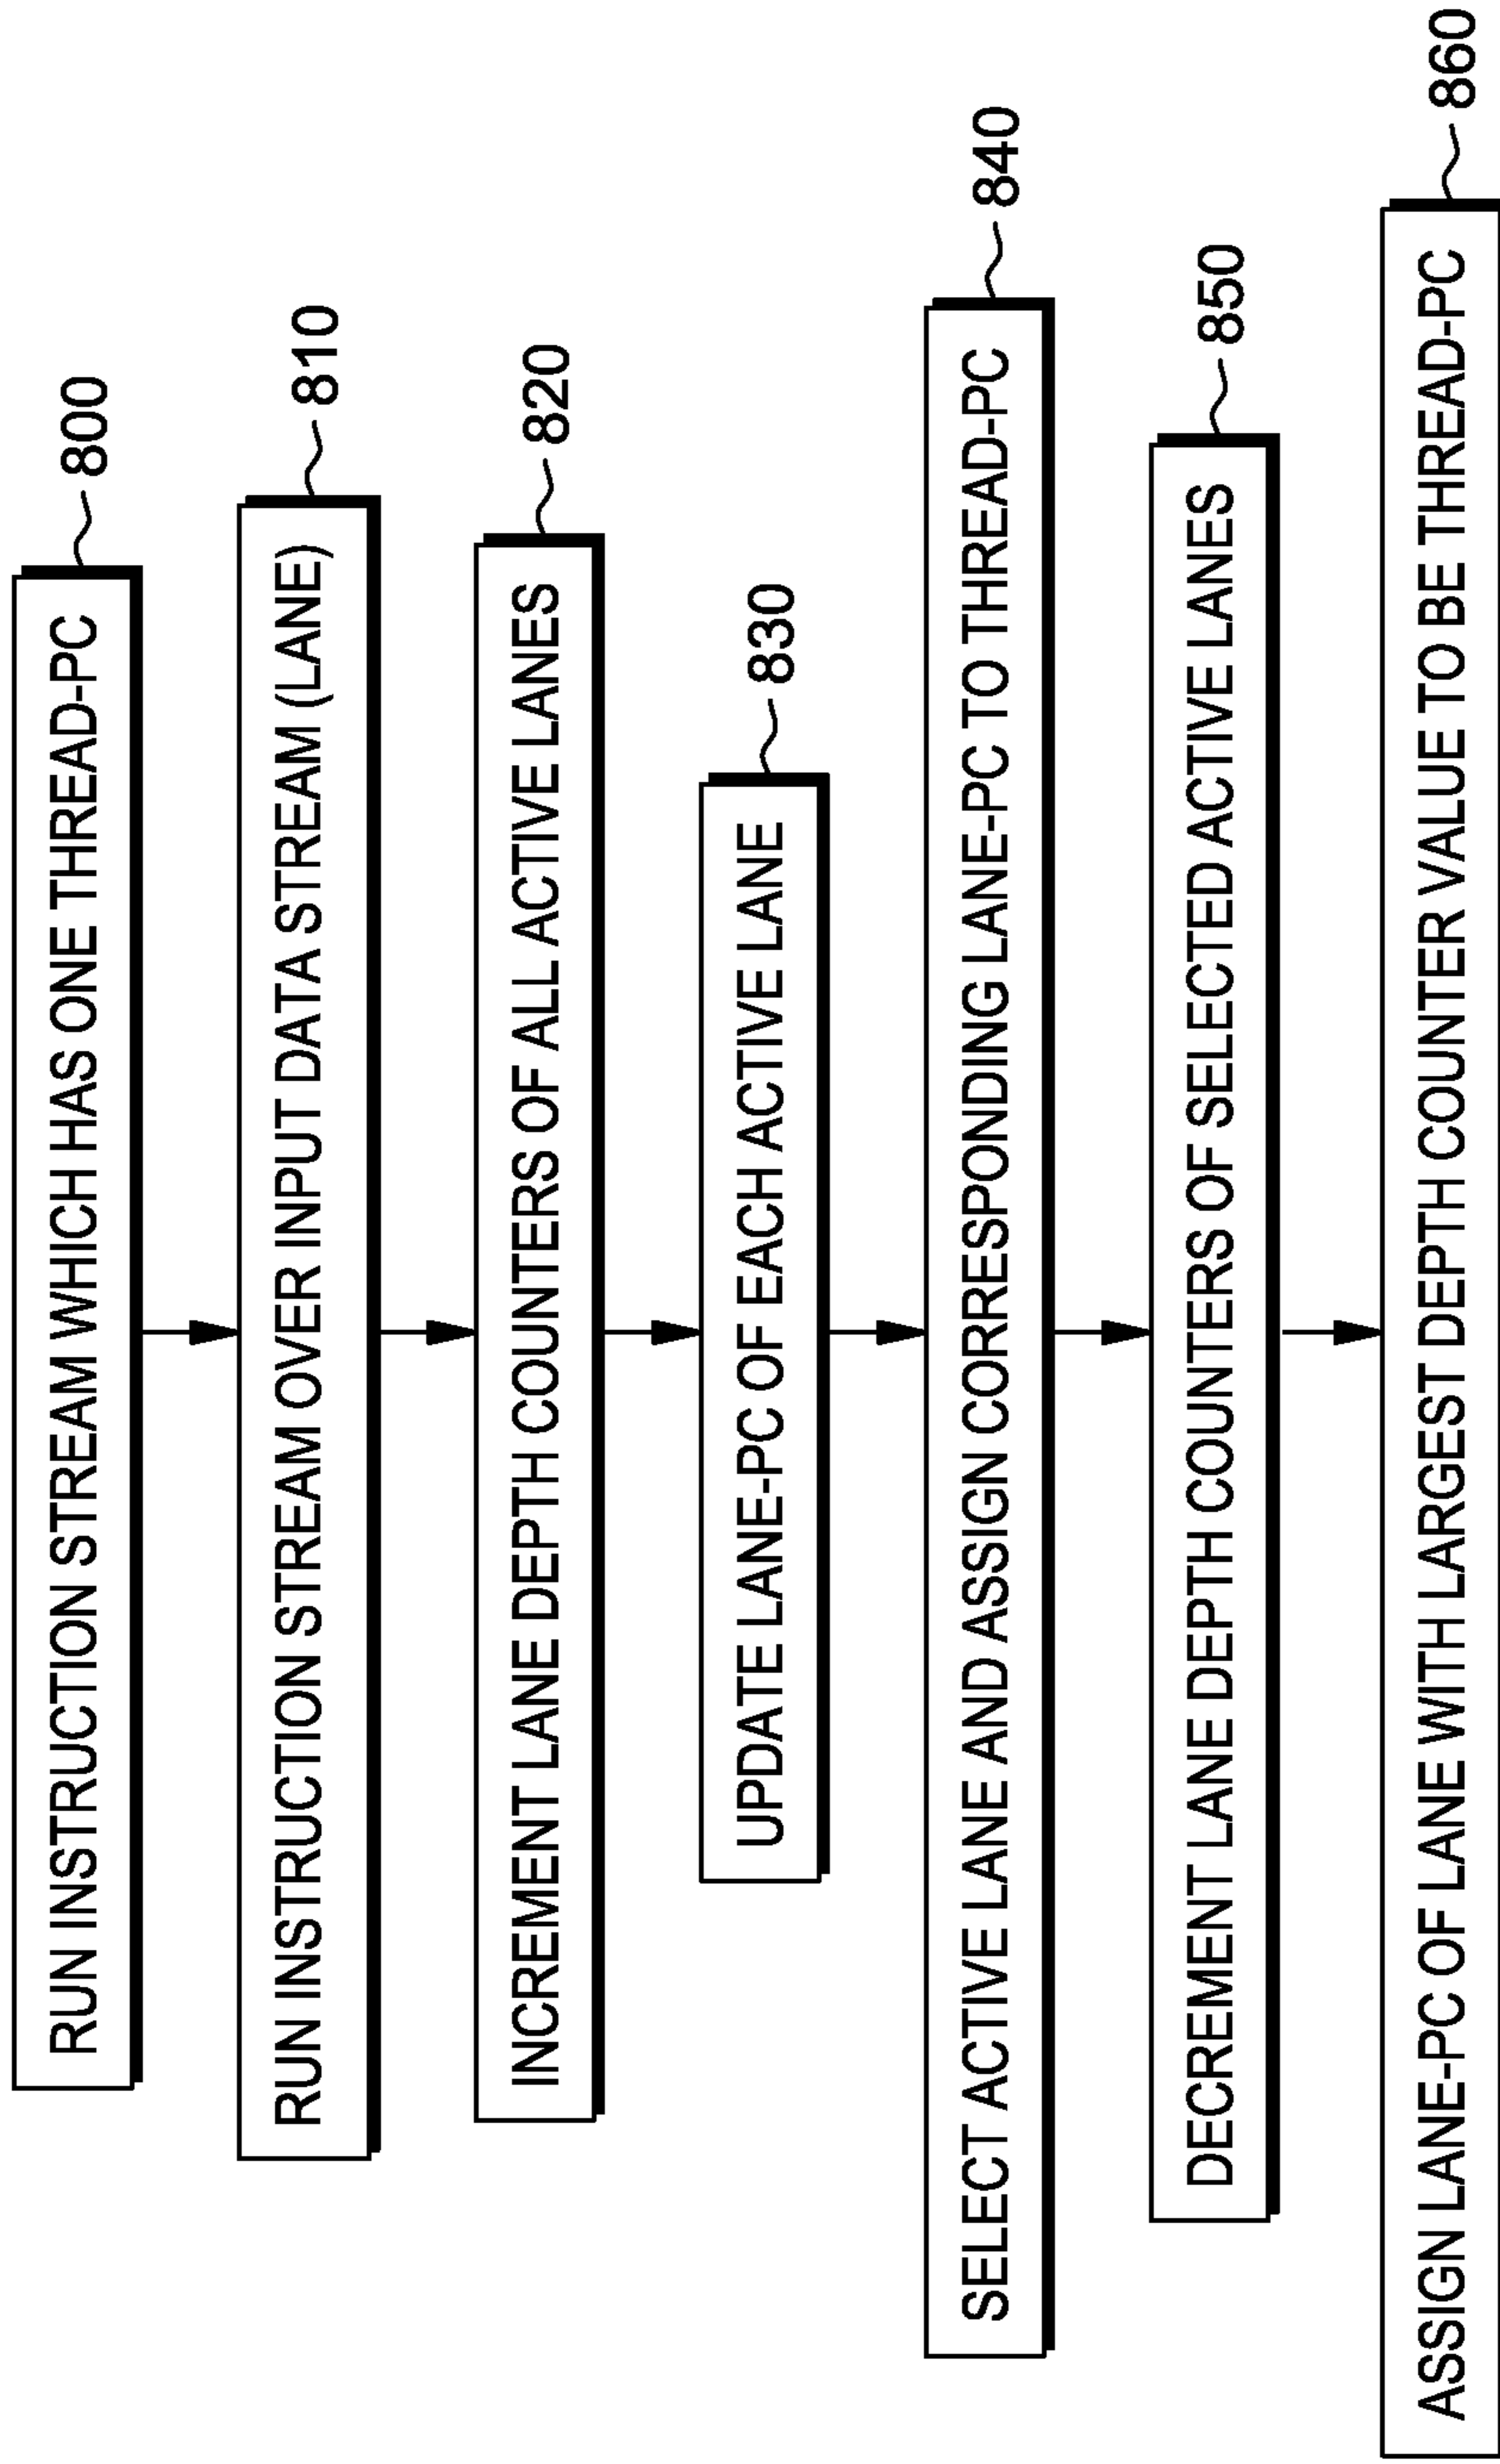 RUN INSTRUCTION STREAM WHICH HAS ONE THREAD-PC
800
RUN INSTRUCTION STREAM OVER INPUT DATA STREAM (LANE)
810
INCREMENT LANE DEPTH COUNTERS OF ALL ACTIVE LANES
820
UPDATE LANE-PC OF EACH ACTIVE LANE
830
SELECT ACTIVE LANE AND ASSIGN CORRESPONDING LANE-PC TO THREAD-PC
840
DECREMENT LANE DEPTH COUNTERS OF SELECTED ACTIVE LANES
850
ASSIGN LANE-PC OF LANE WITH LARGEST DEPTH COUNTER VALUE TO BE THREAD-PC
860